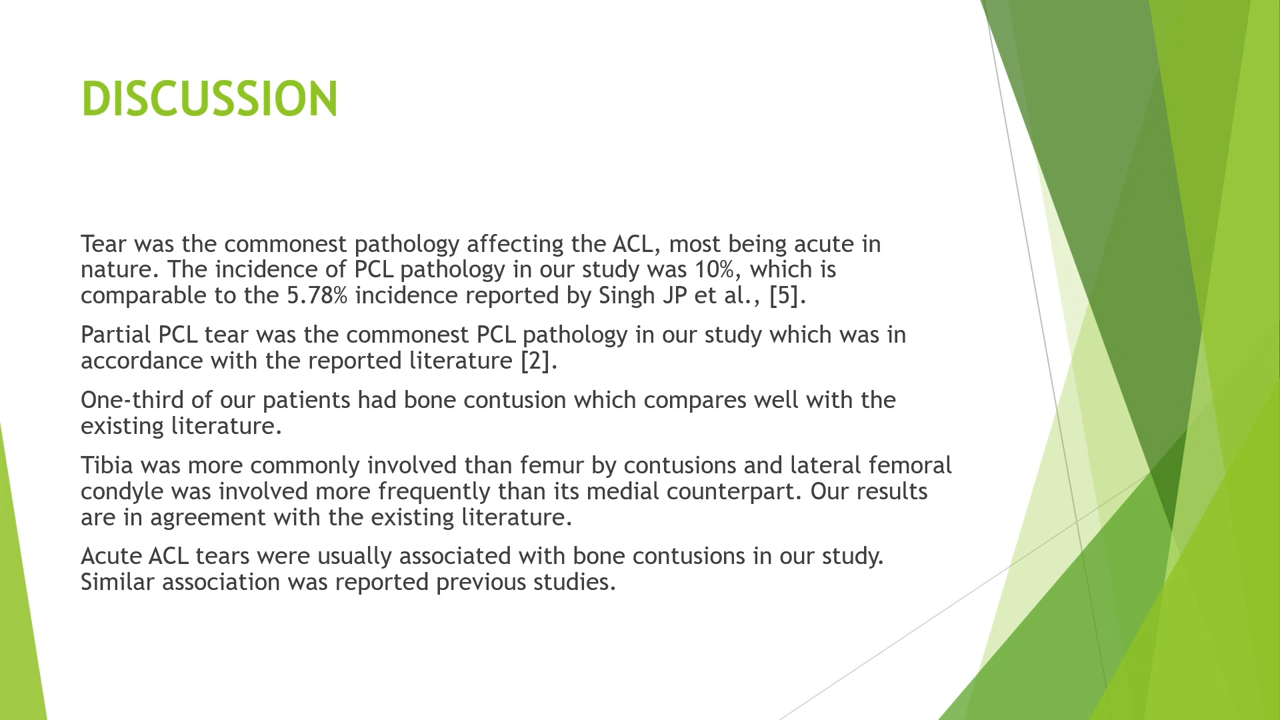 DISCUSSION
Tear was the commonest pathology affecting the ACL, most being acute in
nature. The incidence of PCL pathology in our study was 10%, which is
comparable to the 5.78% incidence reported by Singh JP et al., [5].
Partial PCL tear was the commonest PCL pathology in our study which was in
accordance with the reported literature [2].
One-third of our patients had bone contusion which compares well with the
existing literature.
Tibia was more commonly involved than femur by contusions and lateral femoral
condyle was involved more frequently than its medial counterpart. Our results
are in agreement with the existing literature.
Acute ACL tears were usually associated with bone contusions in our study.
Similar association was reported previous studies.